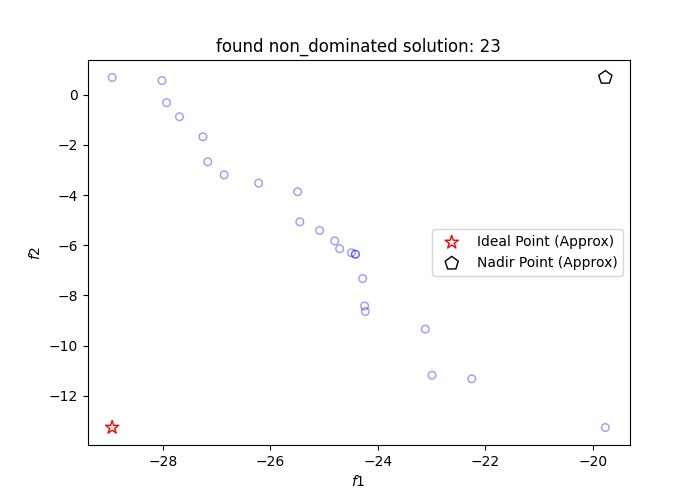 found non_dominated solution: 23
f2
0
−2
−4
−6
−8
−10
−12
Ideal Point (Approx)
Nadir Point (Approx)
−28
−26
−24
−22
−20
f1